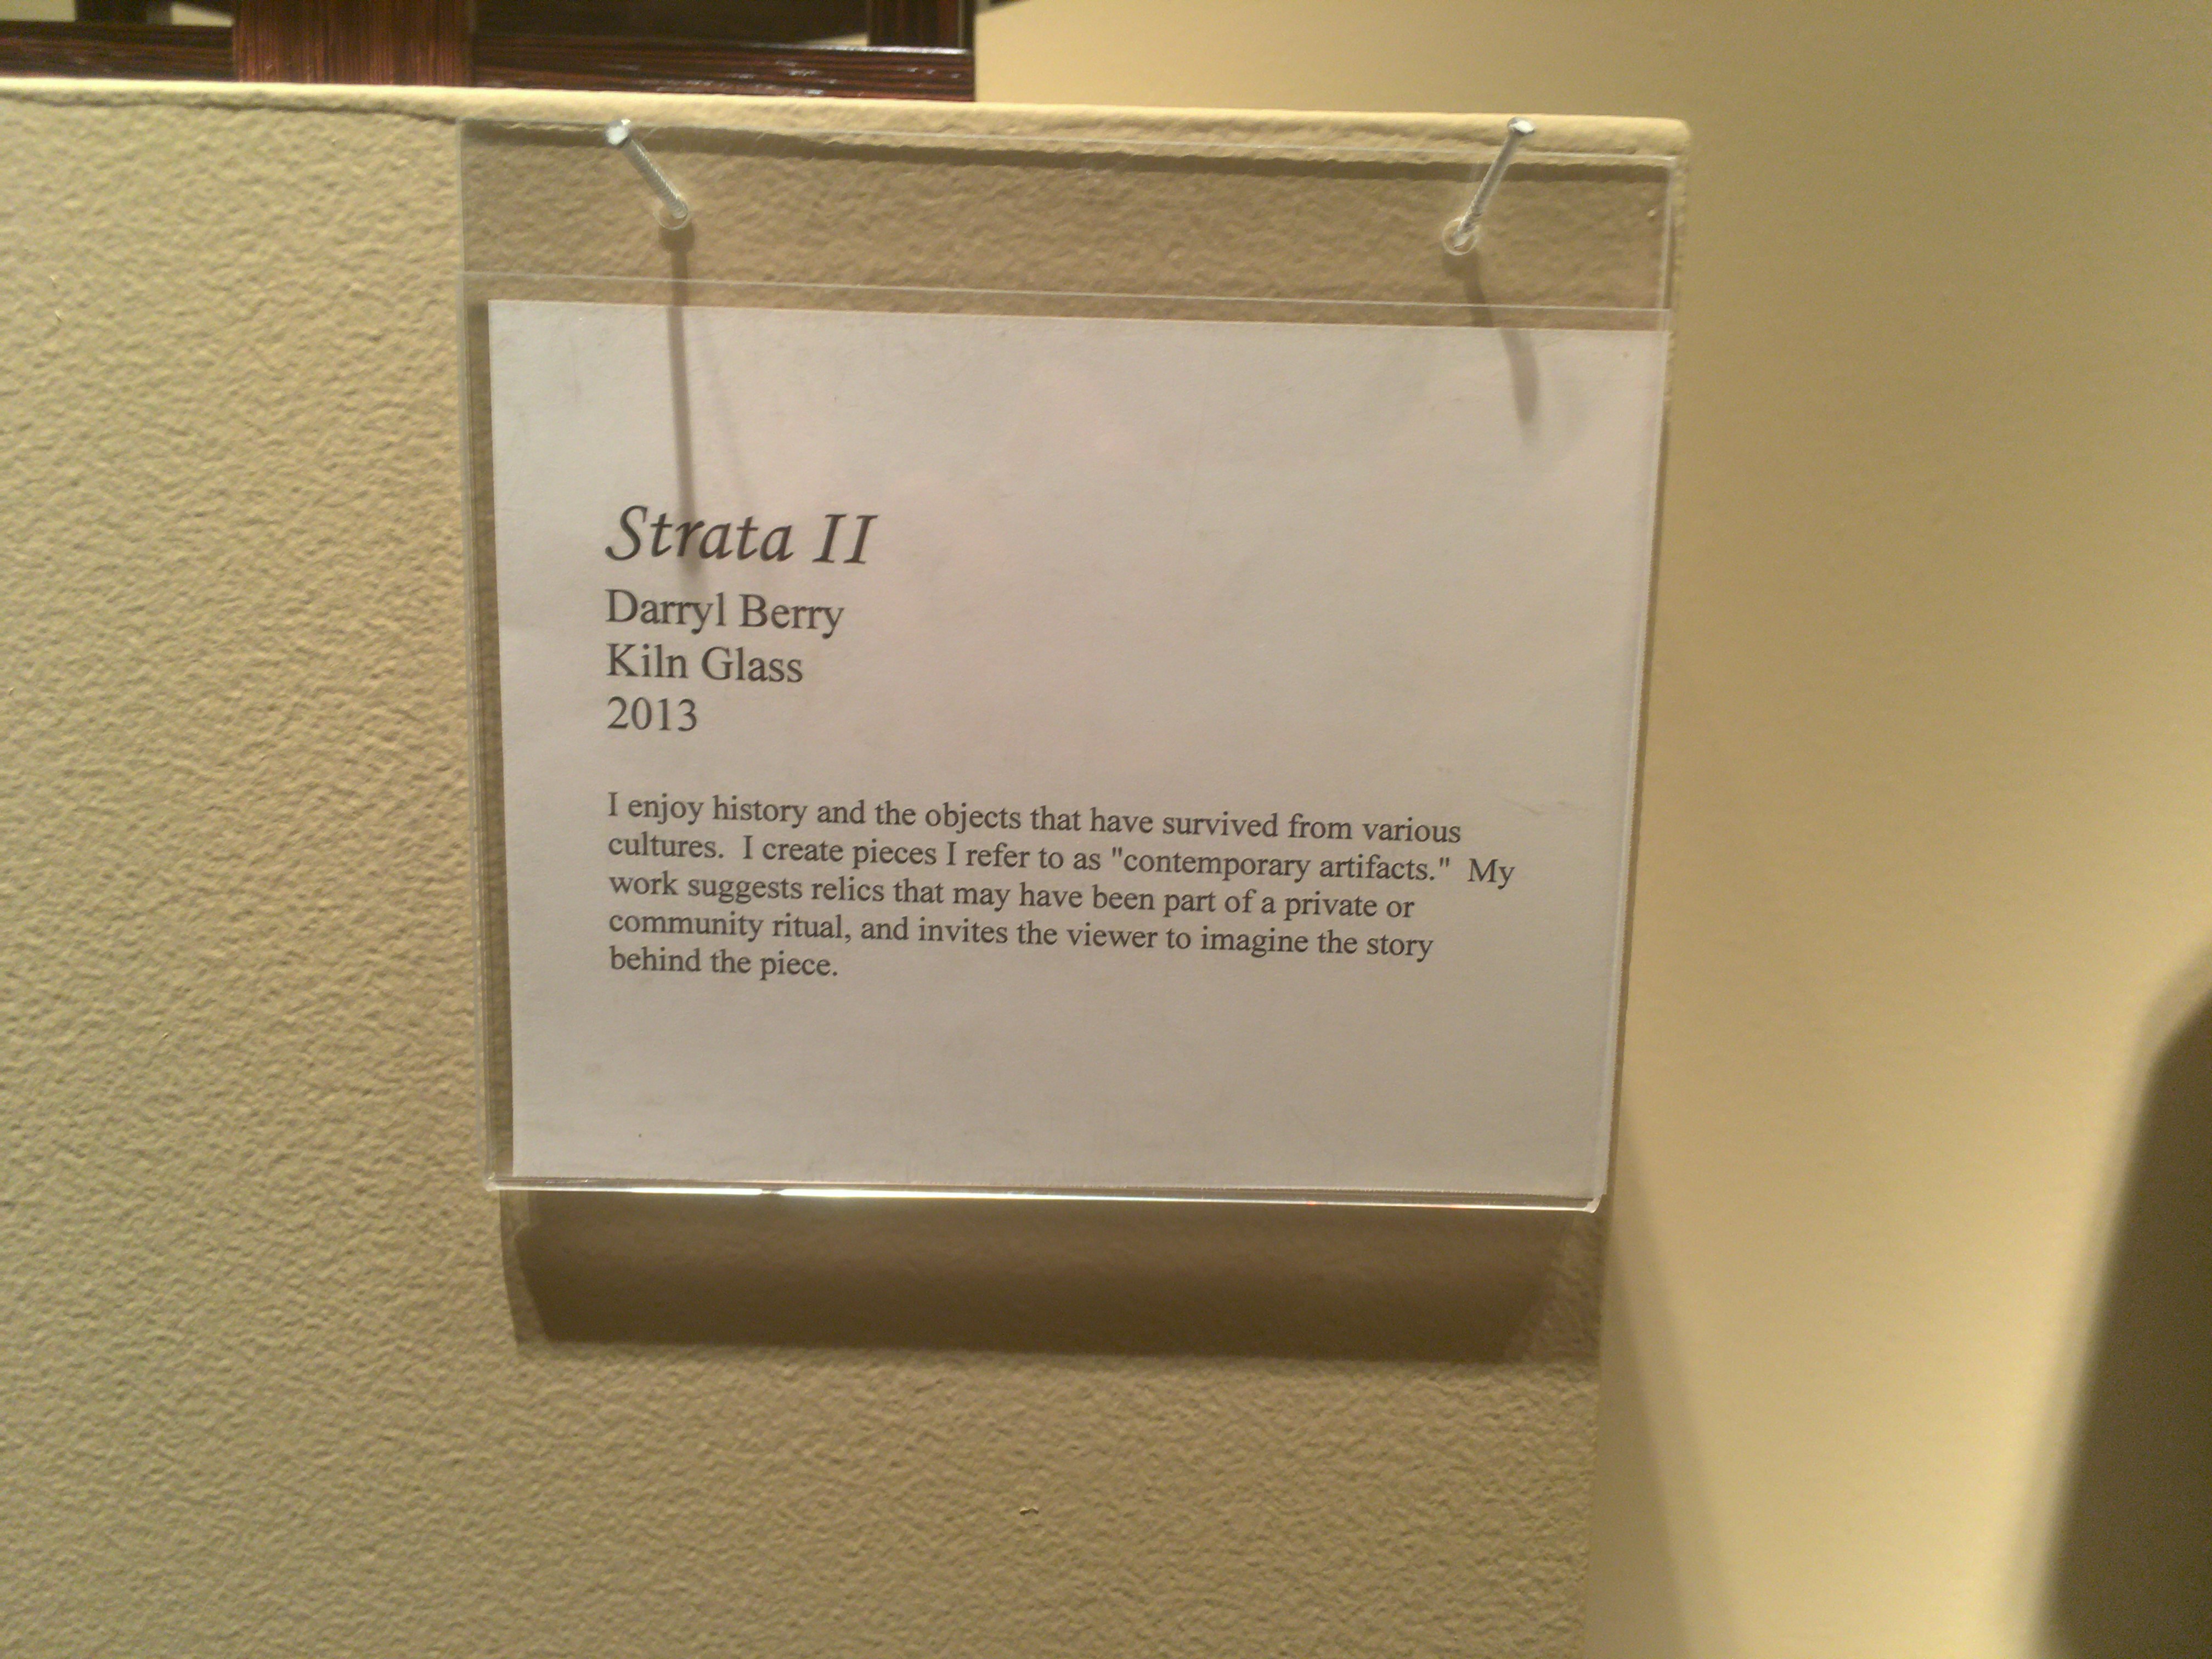 Strata II
Darryl Berry
Kiln Glass
2013
I enjoy history and the objects that have survived from various
cultures.  I create pieces I refer to as "contemporary artifacts."  My
work suggests relics that may have been part of a private or
community ritual, and invites the viewer to imagine the story
behind the piece.